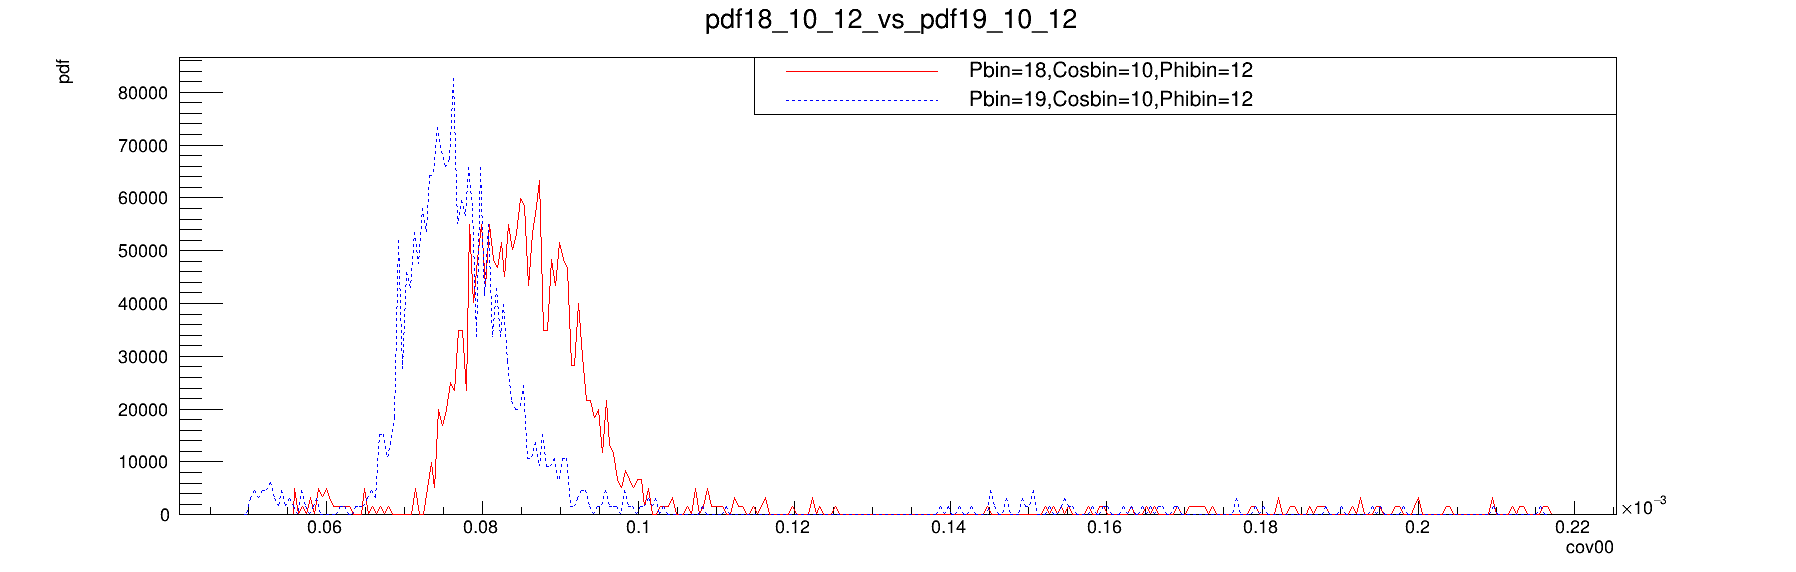 pdf18_10_12_vs_pdf19_10_12
pdf
Pbin=18,Cosbin=10,Phibin=12
Pbin=19,Cosbin=10,Phibin=12
80000
70000
60000
50000
40000
30000
20000
10000
0
0.06 0.08 0.1 0.12 0.14 0.16 0.18 0.2 0.22
×10⁻³
cov00